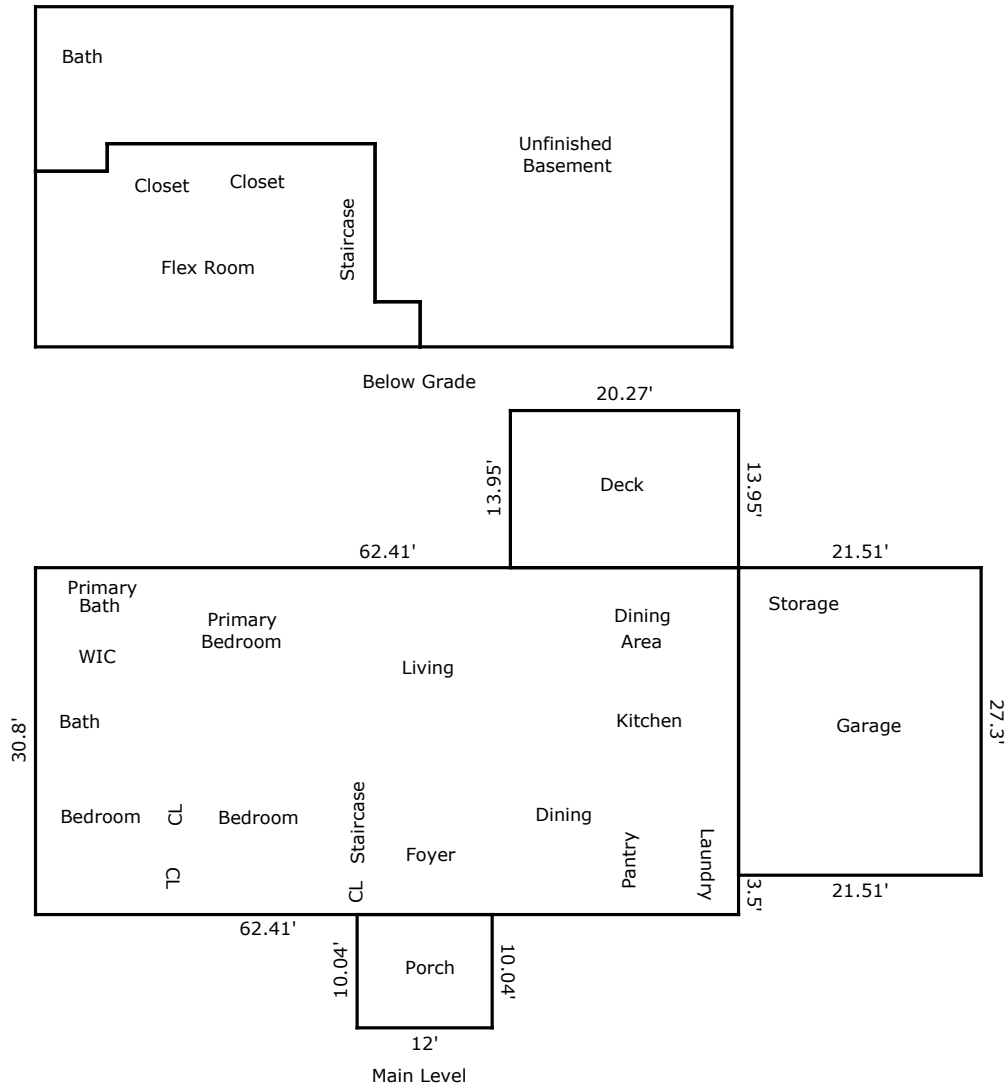 Bath
Unfinished
Basement
Closet
Closet
Staircase
Flex Room
Below Grade
20.27'
13.95'
Deck
13.95'
62.41'
21.51'
Primary
Bath
Primary
Bedroom
Dining
Area
Storage
WIC
Living
30.8'
Bath
Kitchen
Garage
27.3'
Bedroom
CL
Bedroom
Staircase
Dining
Foyer
Pantry
Laundry
CL
CL
3.5'
21.51'
62.41'
10.04'
Porch
10.04'
12'
Main Level